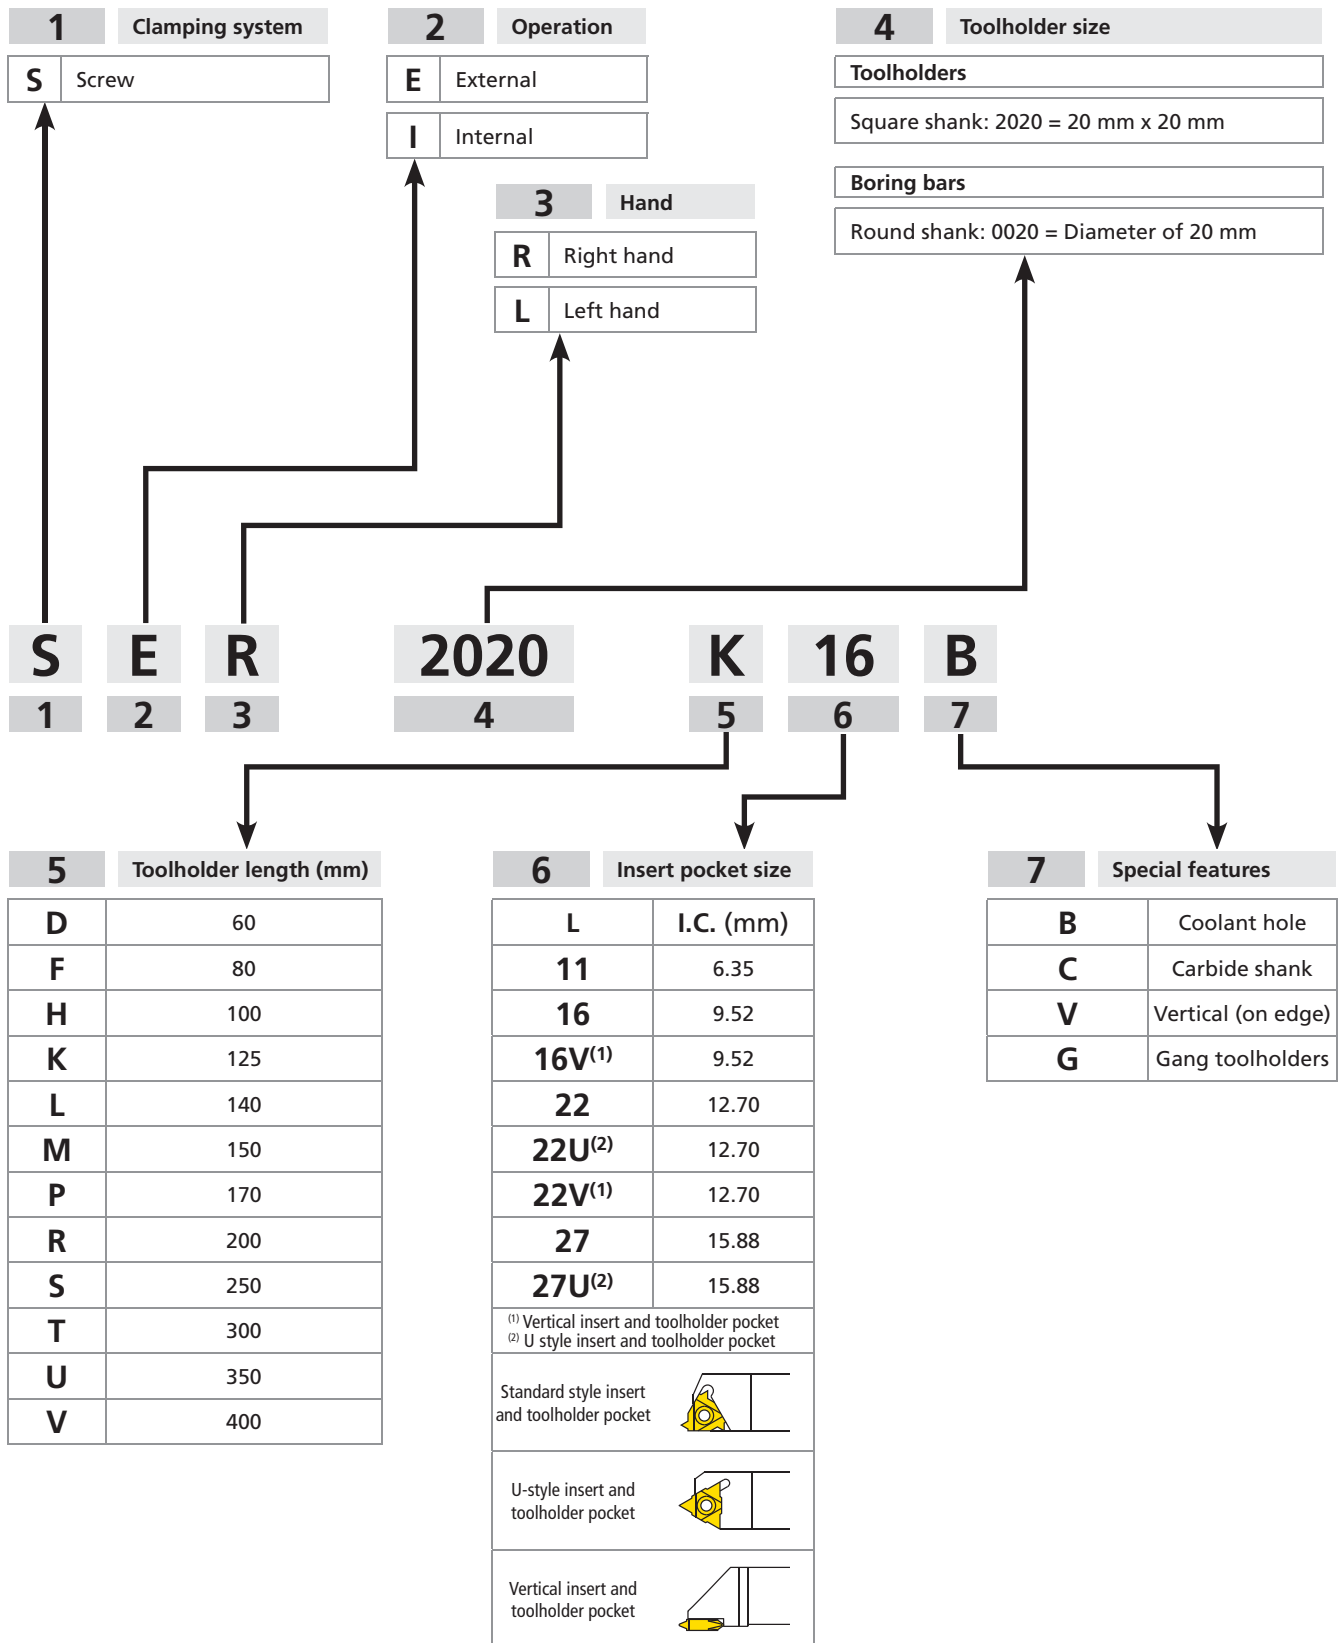 1 Clamping system
S Screw
2 Operation
E External
I Internal
3 Hand
R Right hand
L Left hand
4 Toolholder size
Toolholders
Square shank: 2020 = 20 mm x 20 mm
Boring bars
Round shank: 0020 = Diameter of 20 mm
S E R 2020 K 16 B
1 2 3 4 5 6 7
5 Toolholder length (mm)
D 60
F 80
H 100
K 125
L 140
M 150
P 170
R 200
S 250
T 300
U 350
V 400
6 Insert pocket size
L I.C. (mm)
11 6.35
16 9.52
16V(1) 9.52
22 12.70
22U(2) 12.70
22V(1) 12.70
27 15.88
27U(2) 15.88
(1) Vertical insert and toolholder pocket
(2) U style insert and toolholder pocket
Standard style insert
and toolholder pocket
U-style insert and
toolholder pocket
Vertical insert and
toolholder pocket
7 Special features
B Coolant hole
C Carbide shank
V Vertical (on edge)
G Gang toolholders